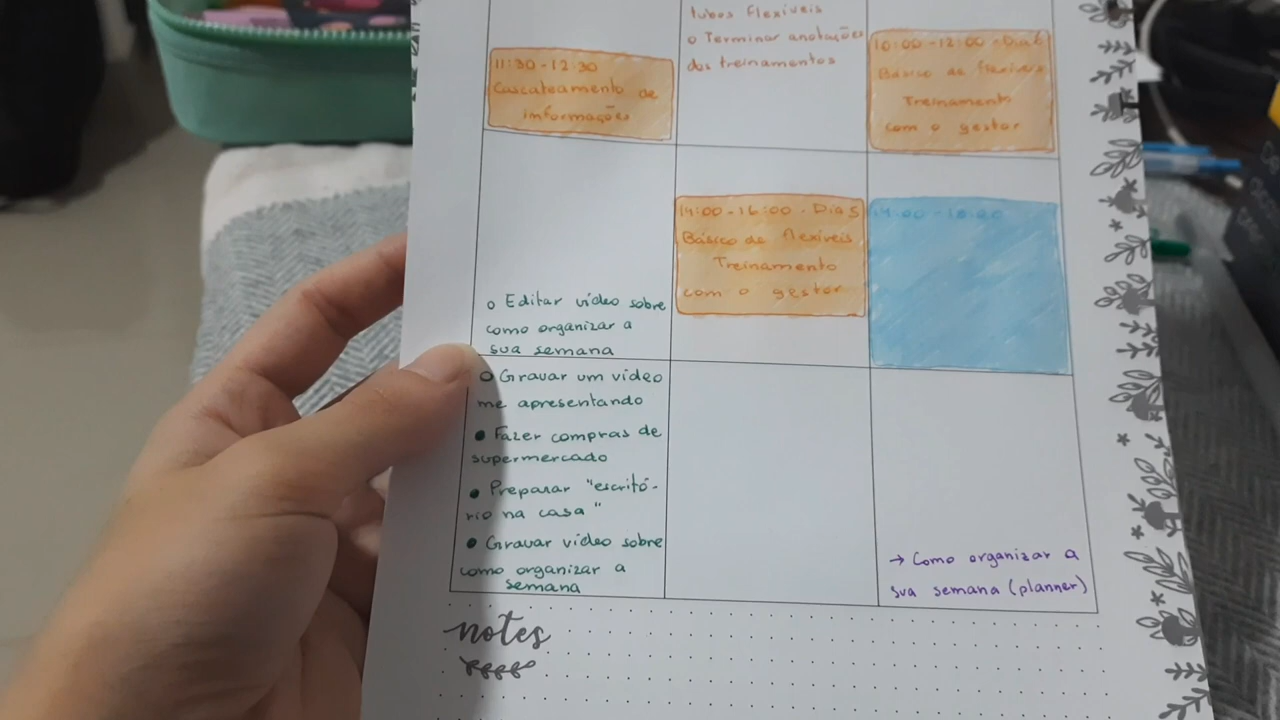 11:30 - 12:30
Cascateamento de
informações
tubos flexíveis
o Terminar anotações
dos treinamentos
10:00 - 12:00 - Dia 6
Básico de flexíveis
Treinamento
com o gestor
o Editar vídeo sobre
como organizar a
sua semana
14:00 - 16:00 - Dia 5
Básico de flexíveis
Treinamento
com o gestor
14:00 -
o Gravar um vídeo
me apresentando
● Fazer compras de
supermercado
● Preparar "escritó-
rio na casa"
● Gravar vídeo sobre
como organizar a
semana
→ Como organizar a
sua semana (planner)
notes